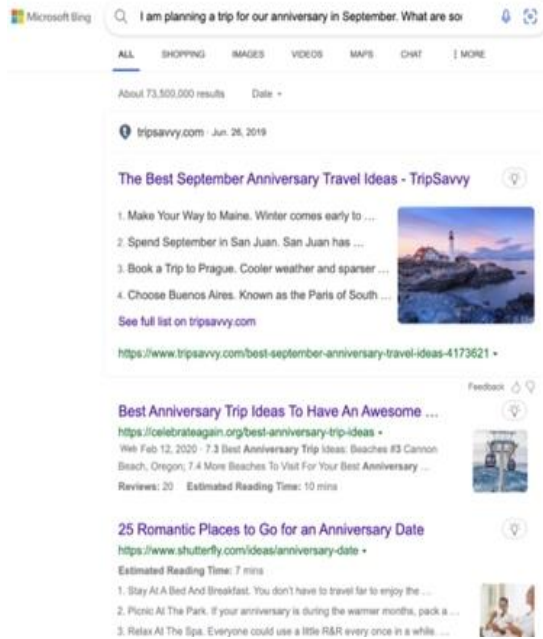 Microsoft Bing
I am planning a trip for our anniversary in September. What are so
ALL SHOPPING IMAGES VIDEOS MAPS CHAT MORE
About 73,500,000 results Date
tripsavvy.com · Jun. 26, 2019
The Best September Anniversary Travel Ideas - TripSavvy
1. Make Your Way to Maine. Winter comes early to ...
2. Spend September in San Juan. San Juan has ...
3. Book a Trip to Prague. Cooler weather and sparser ...
4. Choose Buenos Aires. Known as the Paris of South ...
See full list on tripsavvy.com
https://www.tripsavvy.com/best-september-anniversary-travel-ideas-4173621
Feedback
Best Anniversary Trip Ideas To Have An Awesome ...
https://celebrateagain.org/best-anniversary-trip-ideas
Web Feb 12, 2020 · 7.3 Best Anniversary Trip Ideas: Beaches #3 Cannon
Beach, Oregon; 7.4 More Beaches To Visit For Your Best Anniversary ...
Reviews: 20 Estimated Reading Time: 10 mins
25 Romantic Places to Go for an Anniversary Date
https://www.shutterfly.com/ideas/anniversary-date
Estimated Reading Time: 7 mins
1. Stay At A Bed And Breakfast. You don't have to travel far to enjoy the ...
2. Picnic At The Park. If your anniversary is during the warmer months, pack a ...
3. Relax At The Spa. Everyone could use a little R&R every once in a while. ...